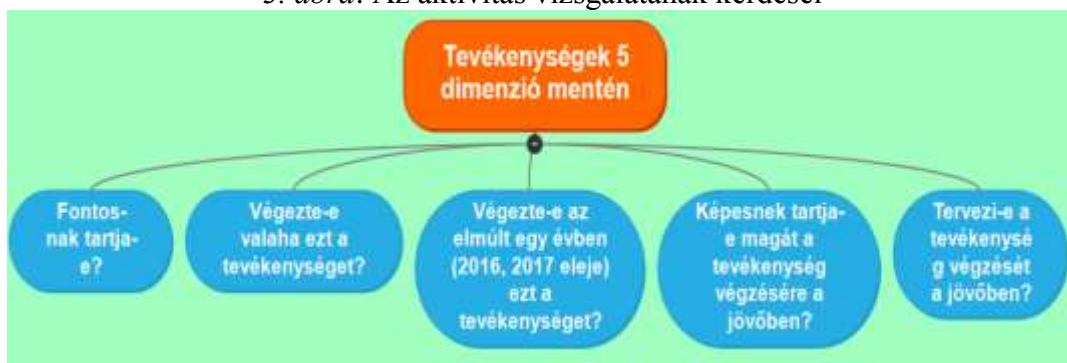 3. ábra: Az aktivitás vizsgálatának kérdései
Tevékenységek 5
dimenzió mentén
Fontos-
nak tartja-
e?
Végezte-e
valaha ezt a
tevékenységet?
Végezte-e az
elmúlt egy évben
(2016, 2017 eleje)
ezt a
tevékenységet?
Képesnek tartja-
e magát a
tevékenység
végzésére a
jövőben?
Tervezi-e a
tevékenysé
g végzését
a jövőben?